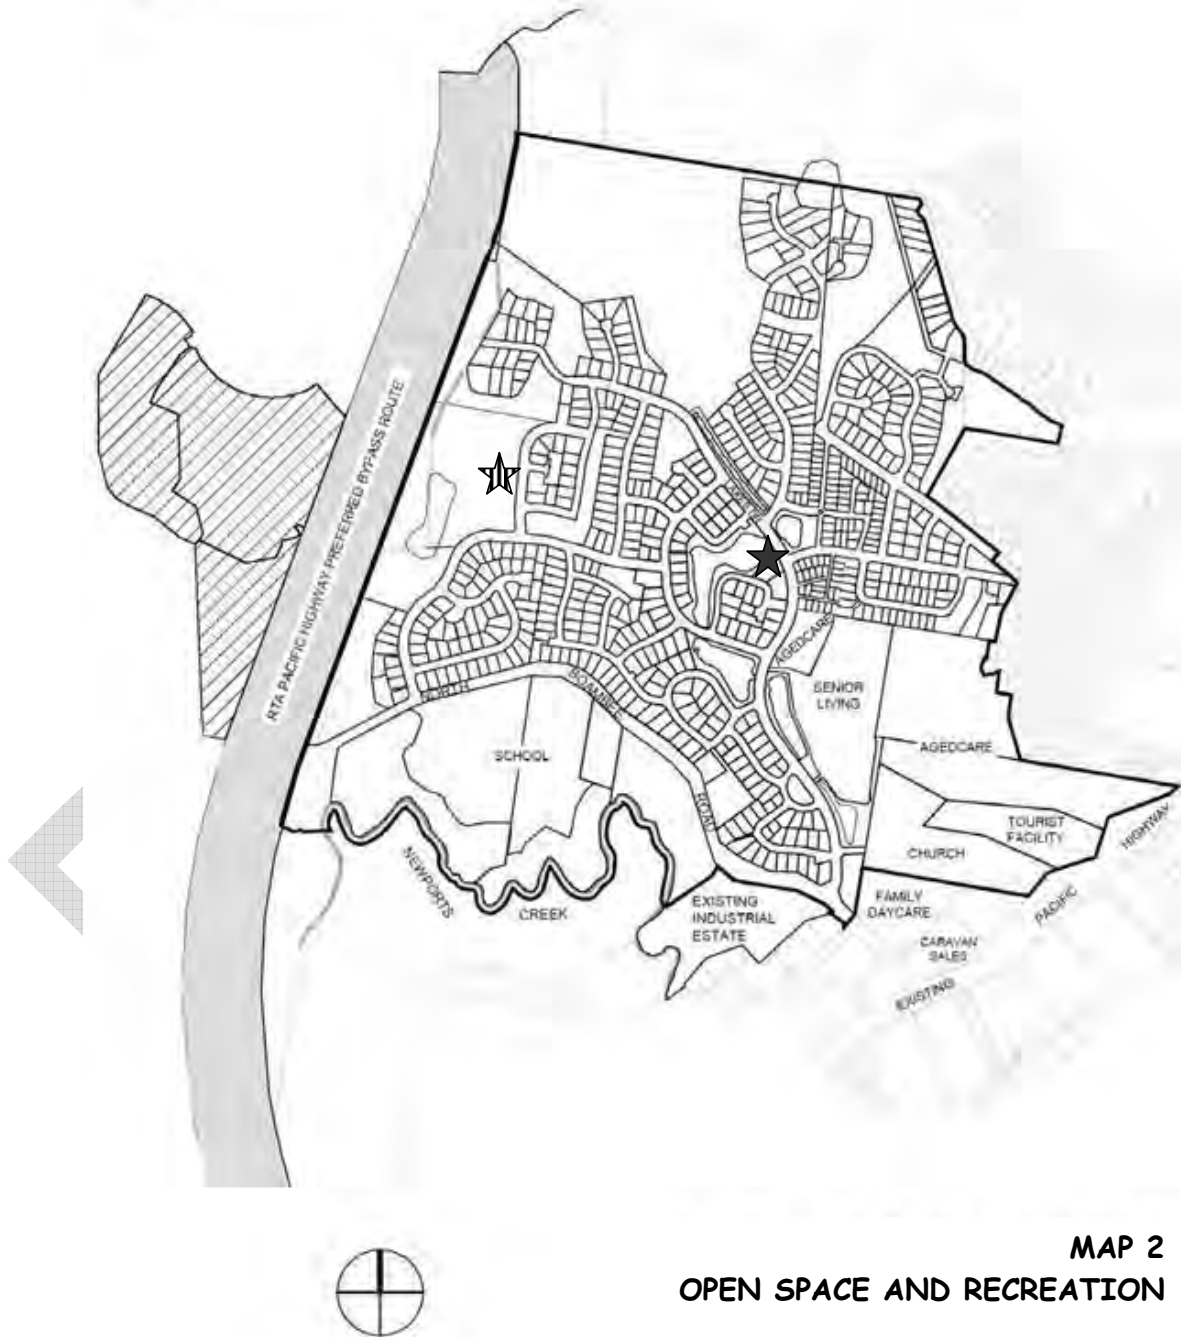 RTA PACIFIC HIGHWAY PREFERRED BYPASS ROUTE
AGEDCARE
SENIOR
LIVING
NORTH
BOAMBEE
ROAD
SCHOOL
AGEDCARE
TOURIST
FACILITY
HIGHWAY
CHURCH
NEWPORTS
CREEK
EXISTING
INDUSTRIAL
ESTATE
FAMILY
DAYCARE
PACIFIC
CARAVAN
SALES
EXISTING
MAP 2
OPEN SPACE AND RECREATION